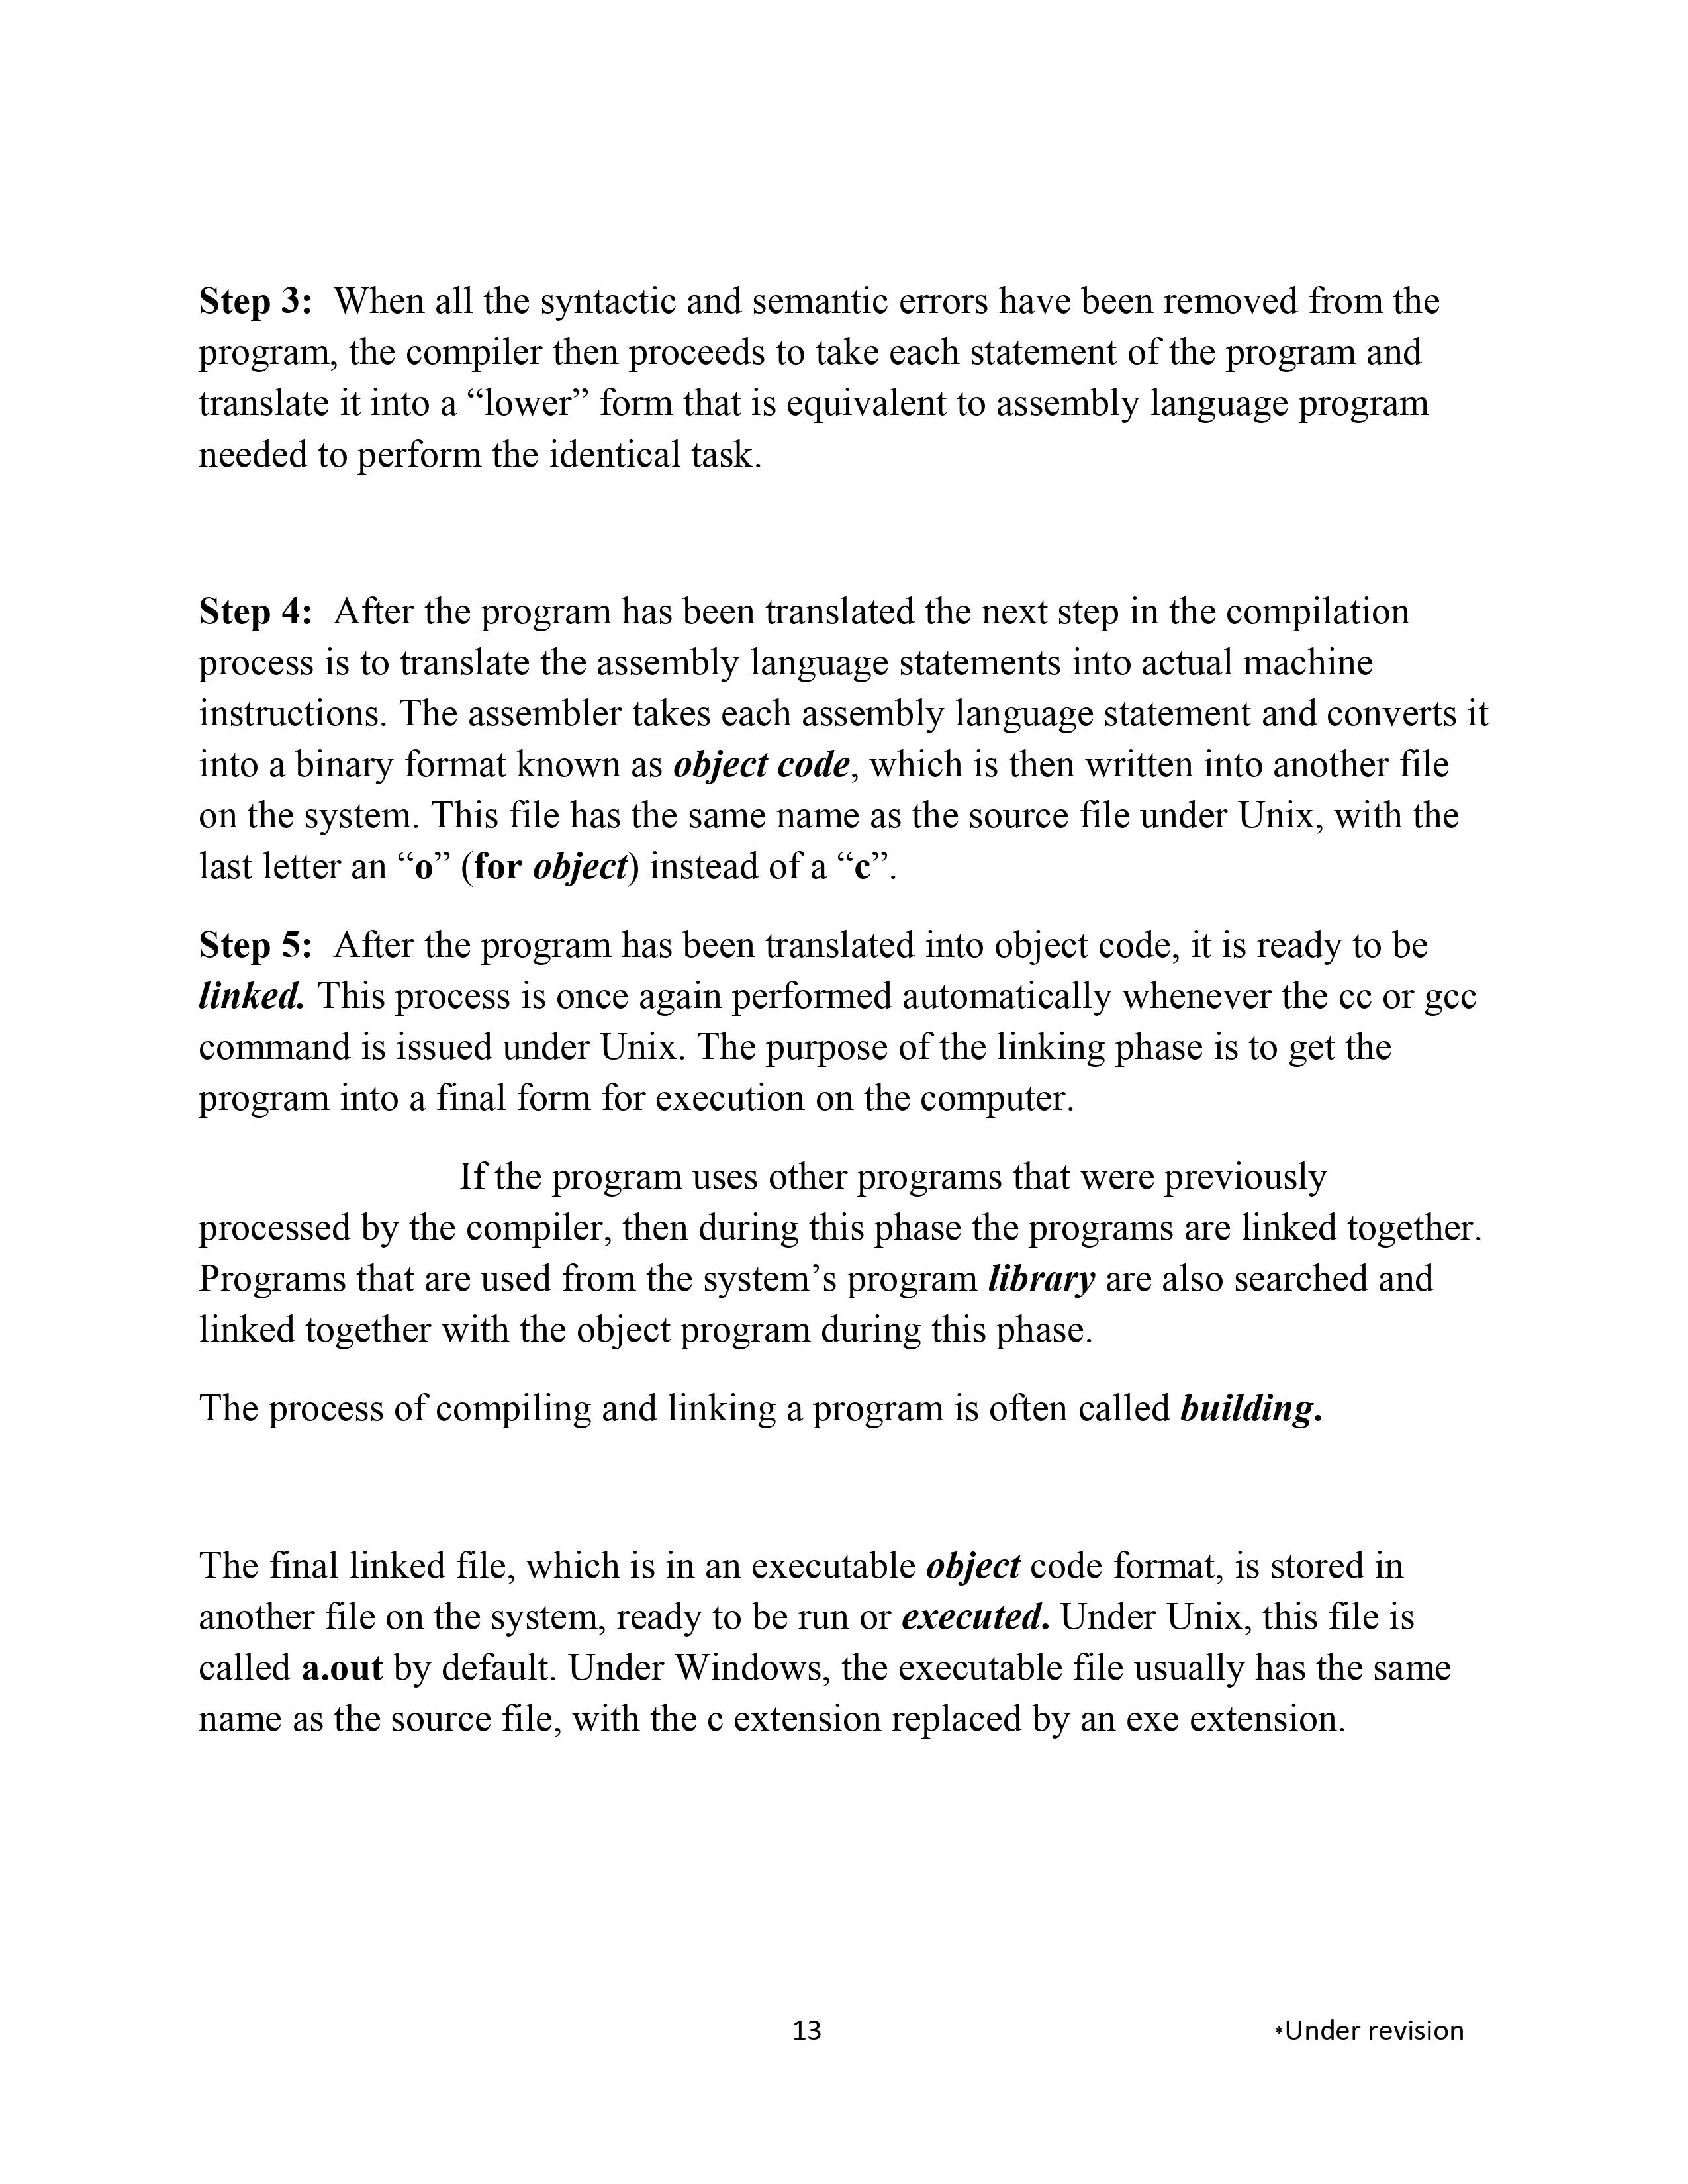 Step 3:  When all the syntactic and semantic errors have been removed from the
program, the compiler then proceeds to take each statement of the program and
translate it into a “lower” form that is equivalent to assembly language program
needed to perform the identical task.
Step 4:  After the program has been translated the next step in the compilation
process is to translate the assembly language statements into actual machine
instructions. The assembler takes each assembly language statement and converts it
into a binary format known as object code, which is then written into another file
on the system. This file has the same name as the source file under Unix, with the
last letter an “o” (for object) instead of a “c”.
Step 5:  After the program has been translated into object code, it is ready to be
linked. This process is once again performed automatically whenever the cc or gcc
command is issued under Unix. The purpose of the linking phase is to get the
program into a final form for execution on the computer.
If the program uses other programs that were previously
processed by the compiler, then during this phase the programs are linked together.
Programs that are used from the system’s program library are also searched and
linked together with the object program during this phase.
The process of compiling and linking a program is often called building.
The final linked file, which is in an executable object code format, is stored in
another file on the system, ready to be run or executed. Under Unix, this file is
called a.out by default. Under Windows, the executable file usually has the same
name as the source file, with the c extension replaced by an exe extension.
13 *Under revision